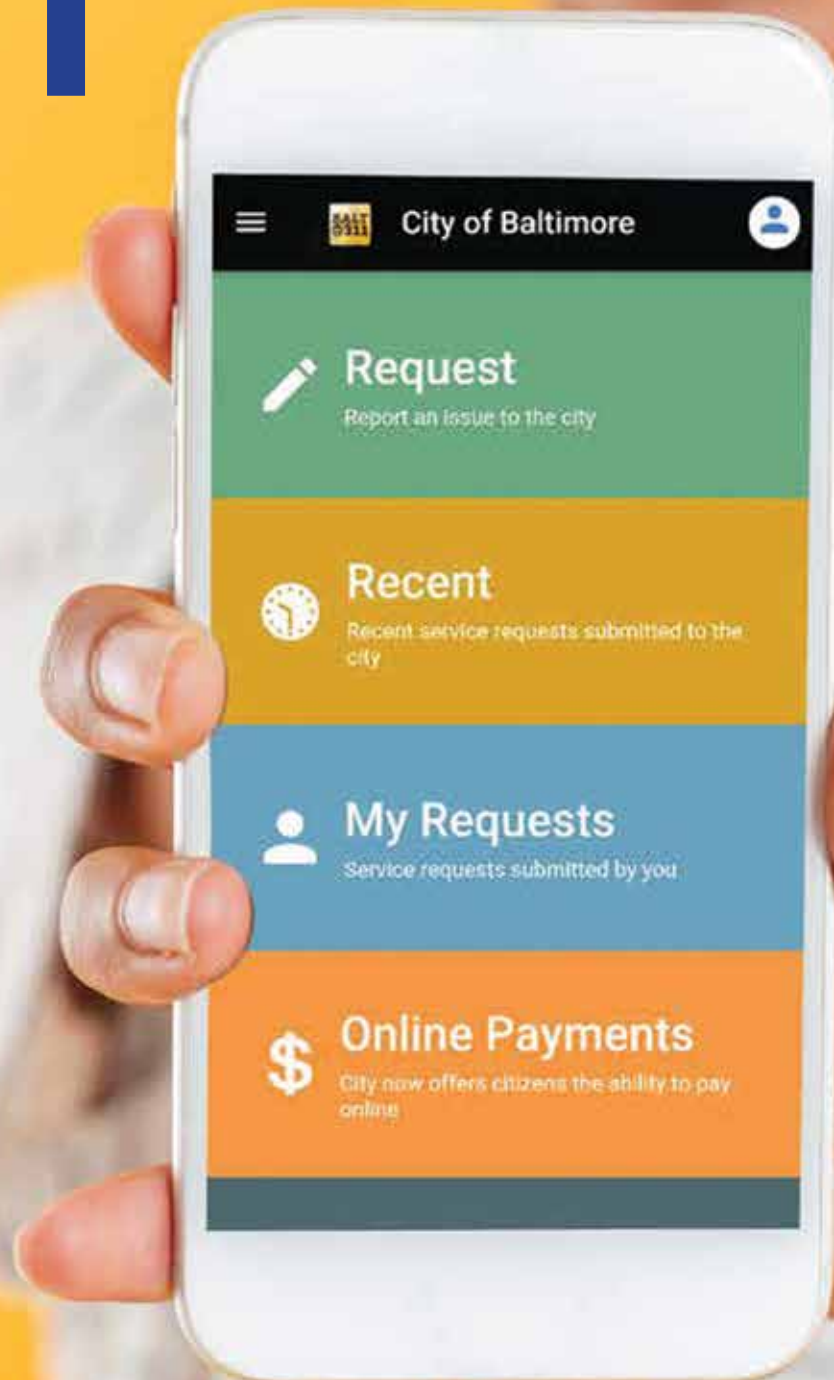 BALT
City of Baltimore
Request
Report an issue to the city
Recent
Recent service requests submitted to the
city
My Requests
Service requests submitted by you
Online Payments
City now offers citizens the ability to pay
online